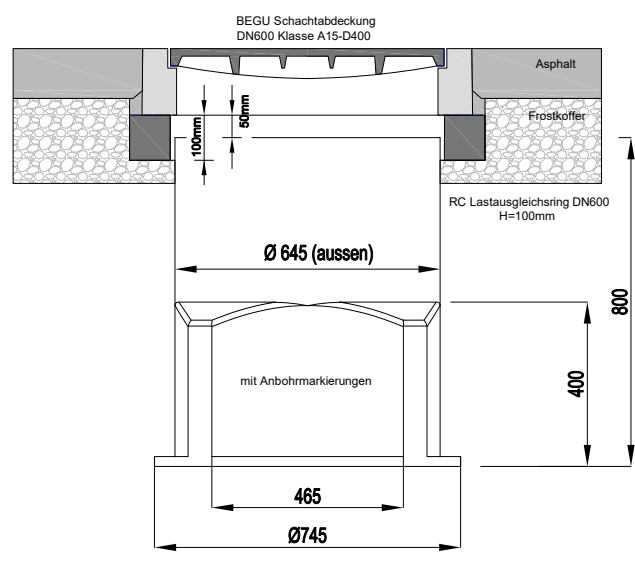 BEGU Schachtabdeckung
DN600 Klasse A15-D400
Asphalt
Frostkoffer
50mm
100mm
RC Lastausgleichsring DN600
H=100mm
Ø 645 (aussen)
800
400
mit Anbohrmarkierungen
465
Ø745